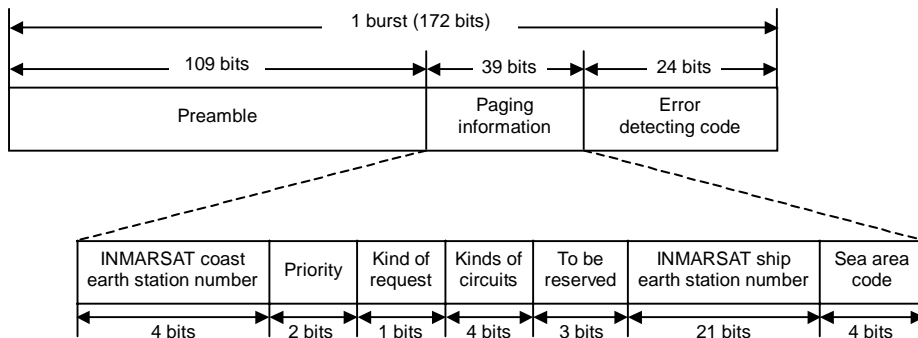 1 burst (172 bits)
109 bits
39 bits
24 bits
Preamble
Paging
information
Error
detecting code
INMARSAT coast
earth station number
Priority
Kind of
request
Kinds of
circuits
To be
reserved
INMARSAT ship
earth station number
Sea area
code
4 bits
2 bits
1 bits
4 bits
3 bits
21 bits
4 bits